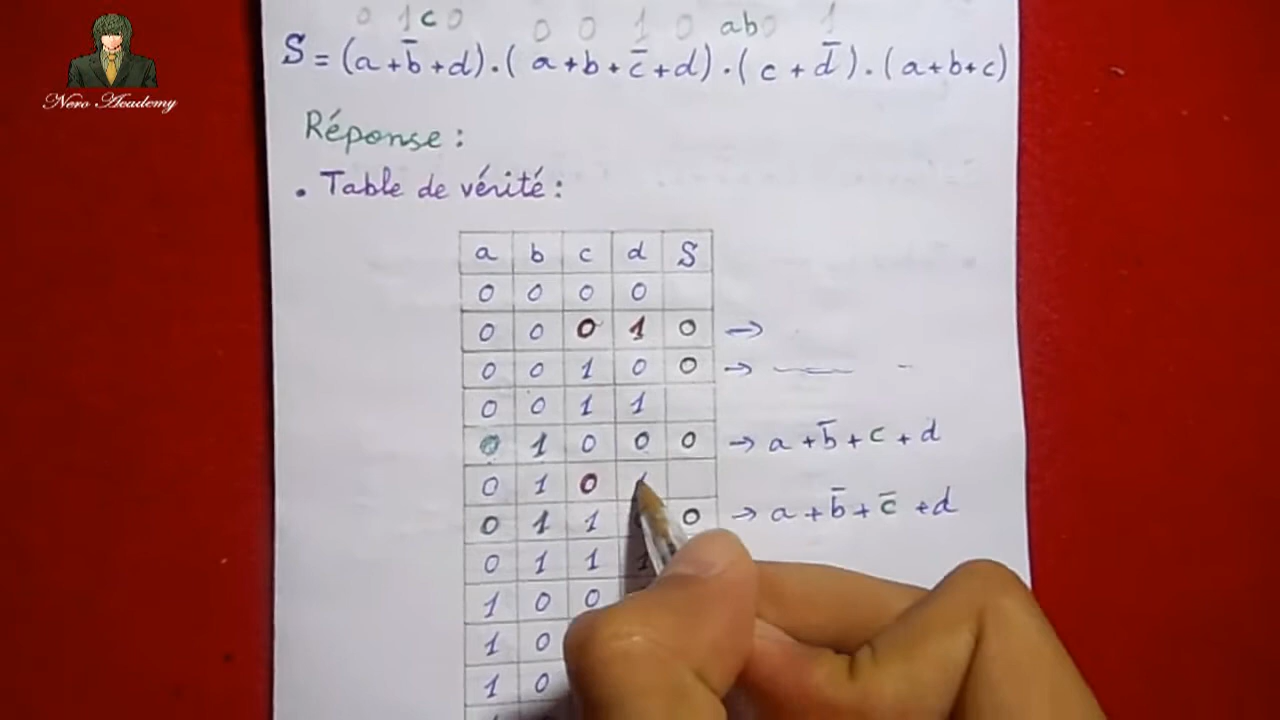 Nero Academy
0 1 c 0 0 0 1 0 a b 0 1
S = (a + b̄ + d) . ( a + b + c̄ + d) . ( c + d̄ ) . ( a + b + c )
Réponse :
• Table de vérité :
a b c d S
0 0 0 0
0 0 0 1 0 →
0 0 1 0 0 →
0 0 1 1
0 1 0 0 0 → a + b̄ + c + d
0 1 0
0 1 1 0 → a + b̄ + c̄ + d
0 1 1 1
1 0 0
1 0
1 0